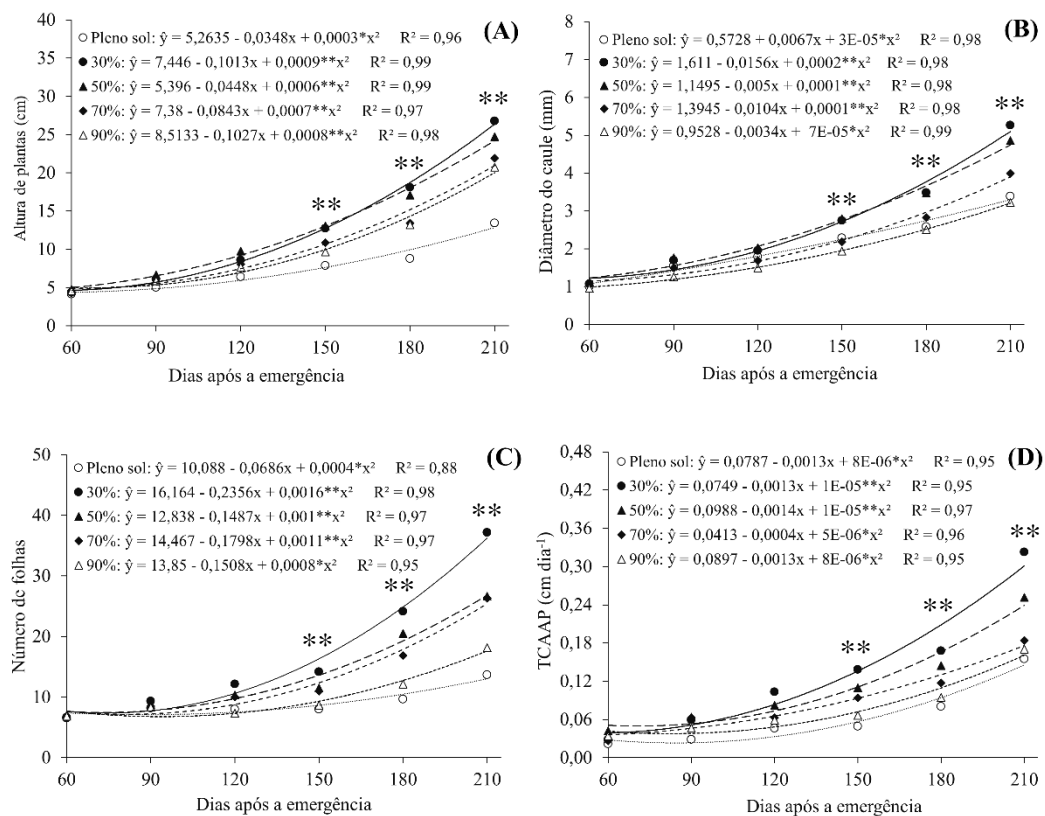 (A)
Pleno sol: ŷ = 5,2635 - 0,0348x + 0,0003*x² R² = 0,96
30%: ŷ = 7,446 - 0,1013x + 0,0009**x² R² = 0,99
50%: ŷ = 5,396 - 0,0448x + 0,0006**x² R² = 0,99
70%: ŷ = 7,38 - 0,0843x + 0,0007**x² R² = 0,97
90%: ŷ = 8,5133 - 0,1027x + 0,0008**x² R² = 0,98
** ** **
Altura de plantas (cm)
40
35
30
25
20
15
10
5
0
60 90 120 150 180 210
Dias após a emergência
(B)
Pleno sol: ŷ = 0,5728 + 0,0067x + 3E-05*x² R² = 0,98
30%: ŷ = 1,611 - 0,0156x + 0,0002**x² R² = 0,98
50%: ŷ = 1,1495 - 0,005x + 0,0001**x² R² = 0,98
70%: ŷ = 1,3945 - 0,0104x + 0,0001**x² R² = 0,98
90%: ŷ = 0,9528 - 0,0034x + 7E-05*x² R² = 0,99
** ** **
Diâmetro do caule (mm)
8
7
6
5
4
3
2
1
0
60 90 120 150 180 210
Dias após a emergência
(C)
Pleno sol: ŷ = 10,088 - 0,0686x + 0,0004*x² R² = 0,88
30%: ŷ = 16,164 - 0,2356x + 0,0016**x² R² = 0,98
50%: ŷ = 12,838 - 0,1487x + 0,001**x² R² = 0,97
70%: ŷ = 14,467 - 0,1798x + 0,0011**x² R² = 0,97
90%: ŷ = 13,85 - 0,1508x + 0,0008*x² R² = 0,95
** ** **
Número de folhas
50
40
30
20
10
0
60 90 120 150 180 210
Dias após a emergência
(D)
Pleno sol: ŷ = 0,0787 - 0,0013x + 8E-06*x² R² = 0,95
30%: ŷ = 0,0749 - 0,0013x + 1E-05**x² R² = 0,95
50%: ŷ = 0,0988 - 0,0014x + 1E-05**x² R² = 0,97
70%: ŷ = 0,0413 - 0,0004x + 5E-06*x² R² = 0,96
90%: ŷ = 0,0897 - 0,0013x + 8E-06*x² R² = 0,95
** ** **
TCAAP (cm dia⁻¹)
0,48
0,42
0,36
0,30
0,24
0,18
0,12
0,06
0,00
60 90 120 150 180 210
Dias após a emergência